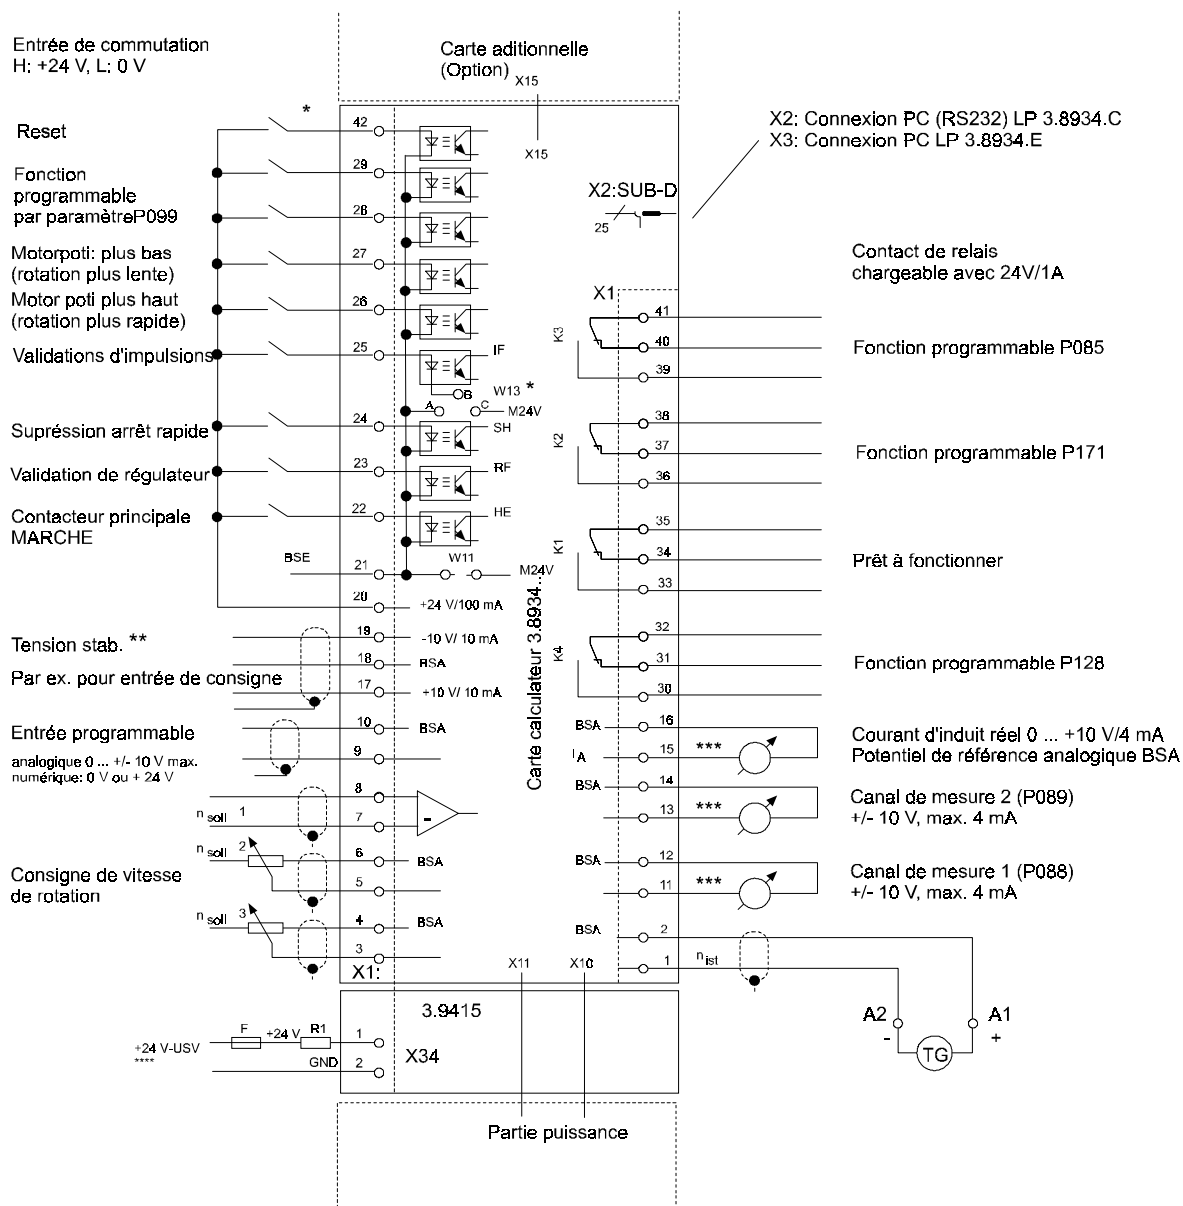 Entrée de commutation
H: +24 V, L: 0 V
Carte aditionnelle
(Option)
X15
X15
X2: Connexion PC (RS232) LP 3.8934.C
X3: Connexion PC LP 3.8934.E
X2:SUB-D
25
Contact de relais
chargeable avec 24V/1A
X1
*
Reset
42
Fonction
programmable
par paramètreP099
29
28
Motorpoti: plus bas
(rotation plus lente)
27
Motor poti plus haut
(rotation plus rapide)
26
Validations d'impulsions
25
IF
B
W13 *
A
C
M24V
Supréssion arrêt rapide
24
SH
Validation de régulateur
23
RF
Contacteur principale
MARCHE
22
HE
BSE
21
W11
M24V
20
+24 V/100 mA
Tension stab. **
Par ex. pour entrée de consigne
19
-10 V/ 10 mA
18
BSA
17
+10 V/ 10 mA
Entrée programmable
analogique 0 ... +/- 10 V max.
numérique: 0 V ou + 24 V
10
BSA
9
8
n soll 1
7
-
Consigne de vitesse
de rotation
n soll 2
6
BSA
5
n soll 3
4
BSA
3
X1:
Carte calculateur 3.8934...
K3
41
40
39
Fonction programmable P085
K2
38
37
36
Fonction programmable P171
K1
35
34
33
Prêt à fonctionner
K4
32
31
30
Fonction programmable P128
BSA
16
IA
15
***
Courant d'induit réel 0 ... +10 V/4 mA
Potentiel de référence analogique BSA
BSA
14
13
***
Canal de mesure 2 (P089)
+/- 10 V, max. 4 mA
BSA
12
11
***
Canal de mesure 1 (P088)
+/- 10 V, max. 4 mA
BSA
2
1
n ist
A2
-
A1
+
TG
X11
X10
3.9415
X34
+24 V-USV
****
F
+24 V
R1
1
GND
2
Partie puissance